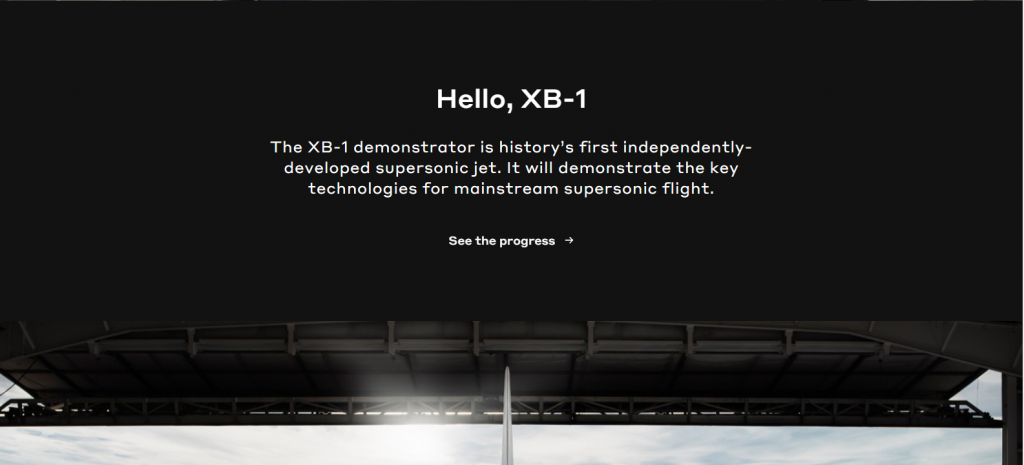 Hello, XB-1
The XB-1 demonstrator is history's first independently-
developed supersonic jet. It will demonstrate the key
technologies for mainstream supersonic flight.
See the progress →